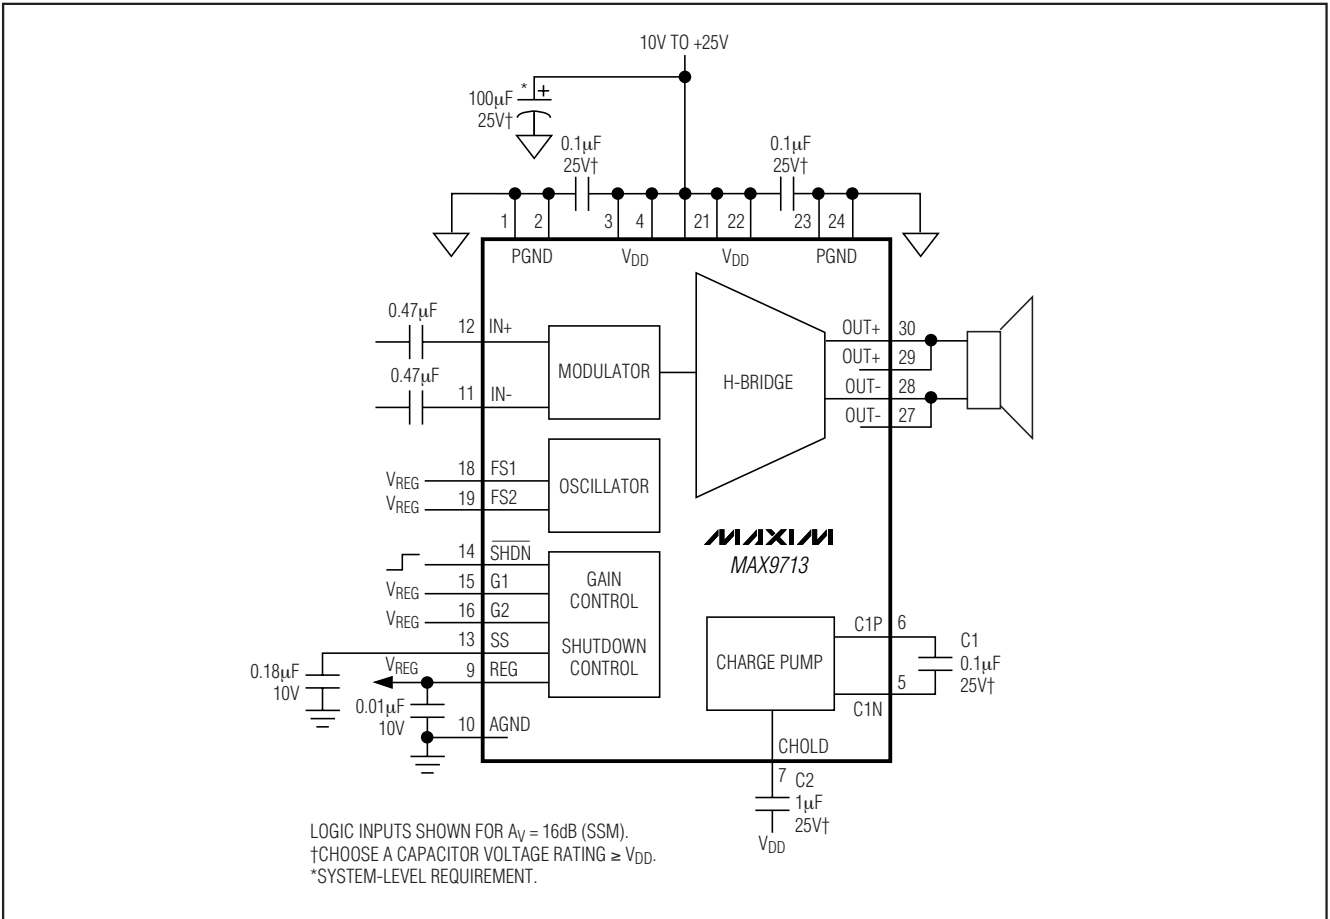 10V TO +25V
* +
100μF
25V†
0.1μF
25V†
0.1μF
25V†
1 2 3 4 21 22 23 24
PGND VDD VDD PGND
0.47μF
12 IN+
0.47μF
11 IN-
MODULATOR
H-BRIDGE
OUT+ 30
OUT+ 29
OUT- 28
OUT- 27
VREG 18 FS1
VREG 19 FS2
OSCILLATOR
MAXIM
MAX9713
14 SHDN
VREG 15 G1
VREG 16 G2
13 SS
VREG 9 REG
GAIN
CONTROL
SHUTDOWN
CONTROL
0.18μF
10V
0.01μF
10V
10 AGND
CHARGE PUMP
C1P 6
5
C1N
C1
0.1μF
25V†
CHOLD
7 C2
1μF
25V†
VDD
LOGIC INPUTS SHOWN FOR AV = 16dB (SSM).
†CHOOSE A CAPACITOR VOLTAGE RATING ≥ VDD.
*SYSTEM-LEVEL REQUIREMENT.